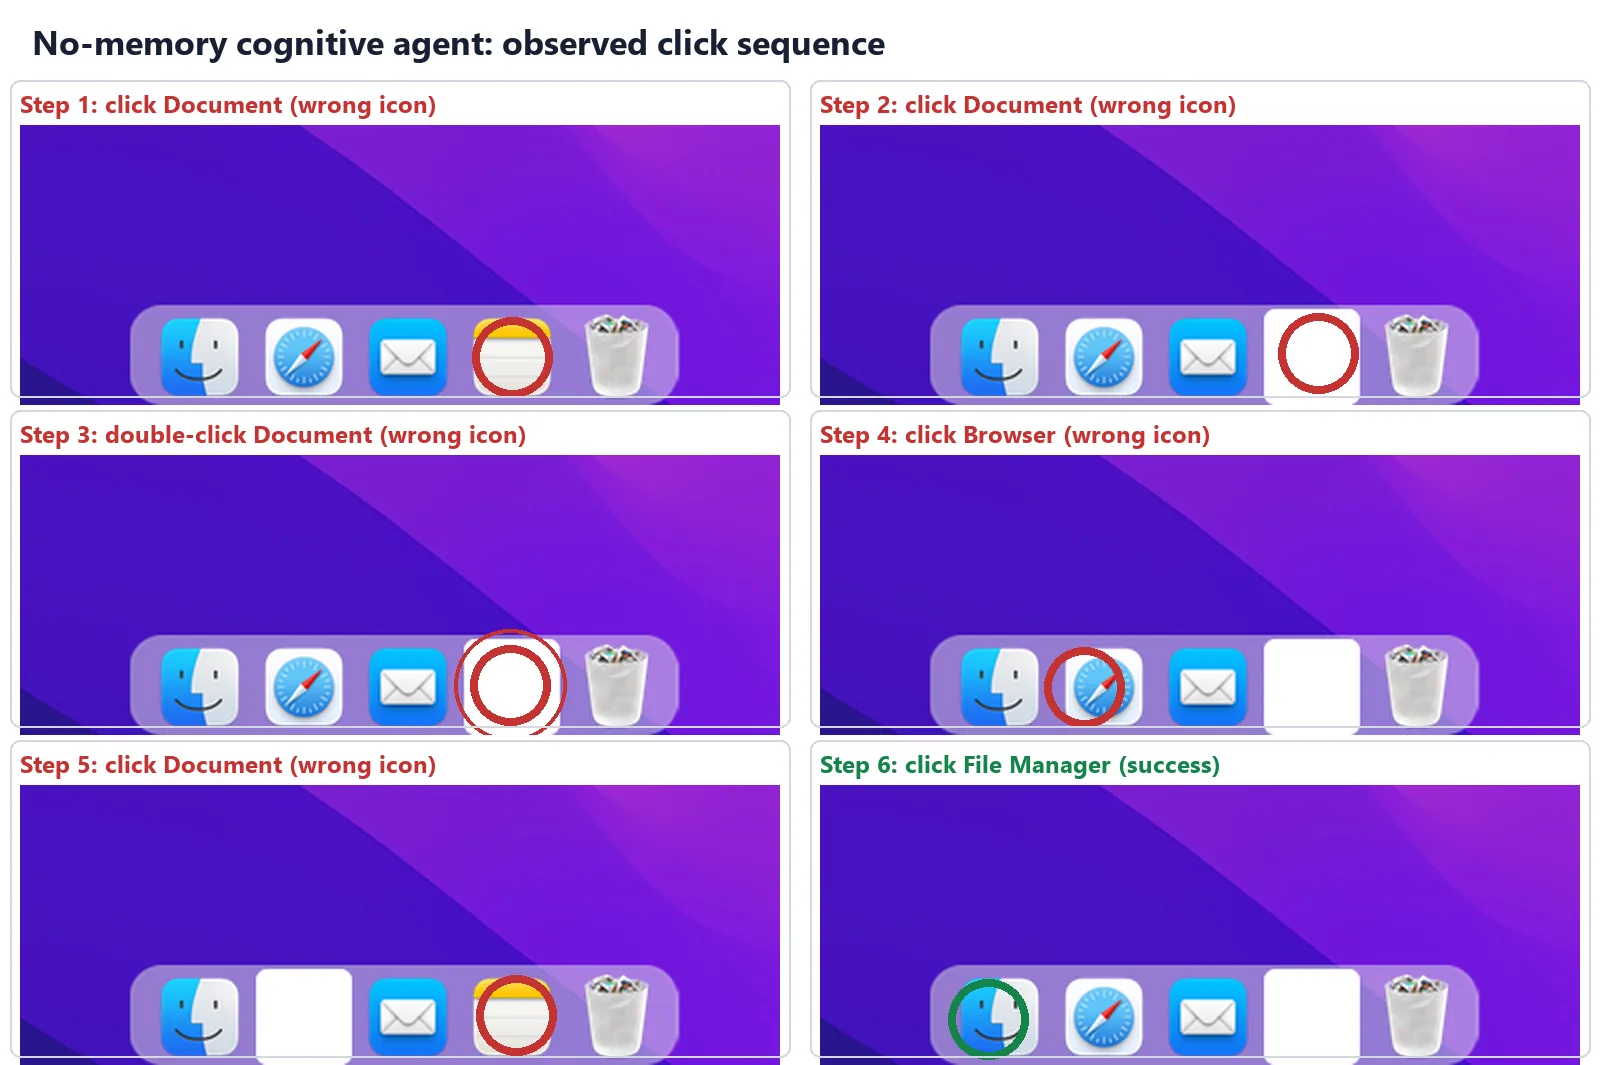 No-memory cognitive agent: observed click sequence
Step 1: click Document (wrong icon)
Step 2: click Document (wrong icon)
Step 3: double-click Document (wrong icon)
Step 4: click Browser (wrong icon)
Step 5: click Document (wrong icon)
Step 6: click File Manager (success)